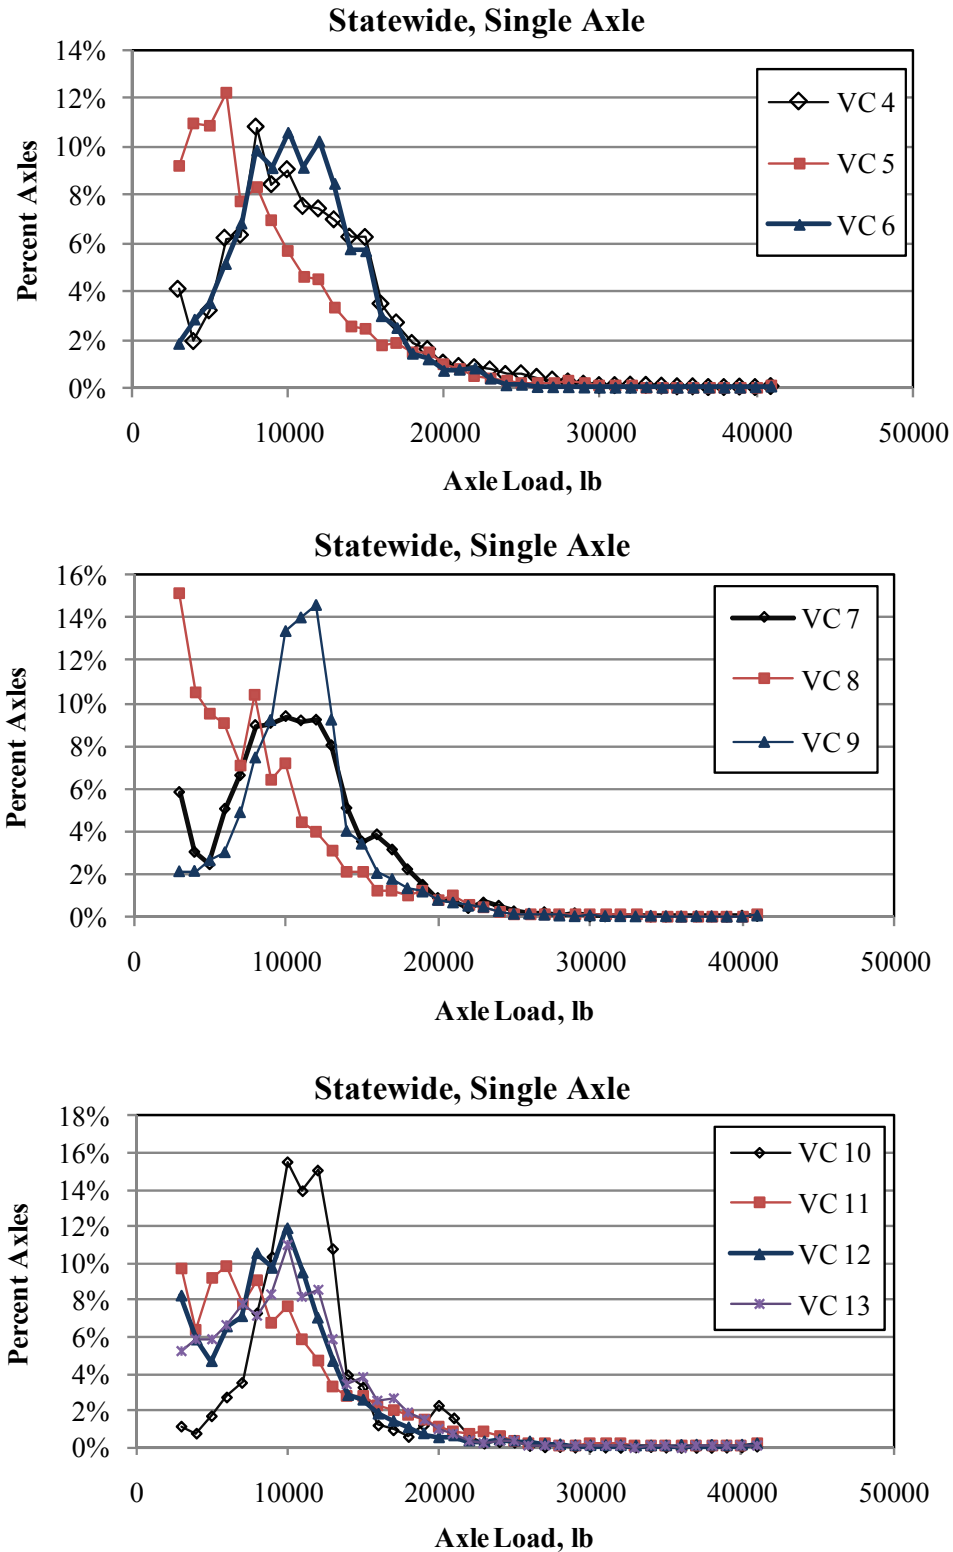 Statewide, Single Axle
14%
12%
10%
8%
6%
4%
2%
0%
Percent Axles
VC 4
VC 5
VC 6
0 10000 20000 30000 40000 50000
Axle Load, lb
Statewide, Single Axle
16%
14%
12%
10%
8%
6%
4%
2%
0%
Percent Axles
VC 7
VC 8
VC 9
0 10000 20000 30000 40000 50000
Axle Load, lb
Statewide, Single Axle
18%
16%
14%
12%
10%
8%
6%
4%
2%
0%
Percent Axles
VC 10
VC 11
VC 12
VC 13
0 10000 20000 30000 40000 50000
Axle Load, lb